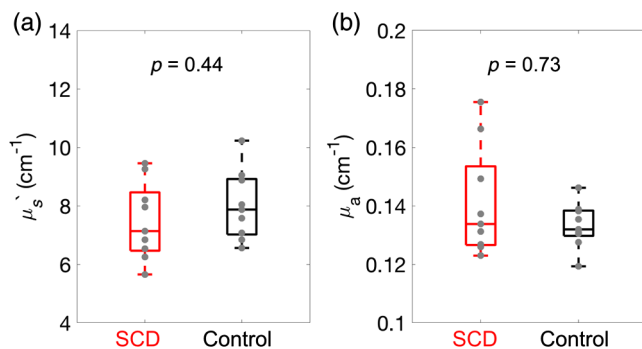 (a)
p = 0.44
14
12
10
8
6
4
μs` (cm⁻¹)
SCD
Control
(b)
p = 0.73
0.2
0.18
0.16
0.14
0.12
0.1
μa (cm⁻¹)
SCD
Control